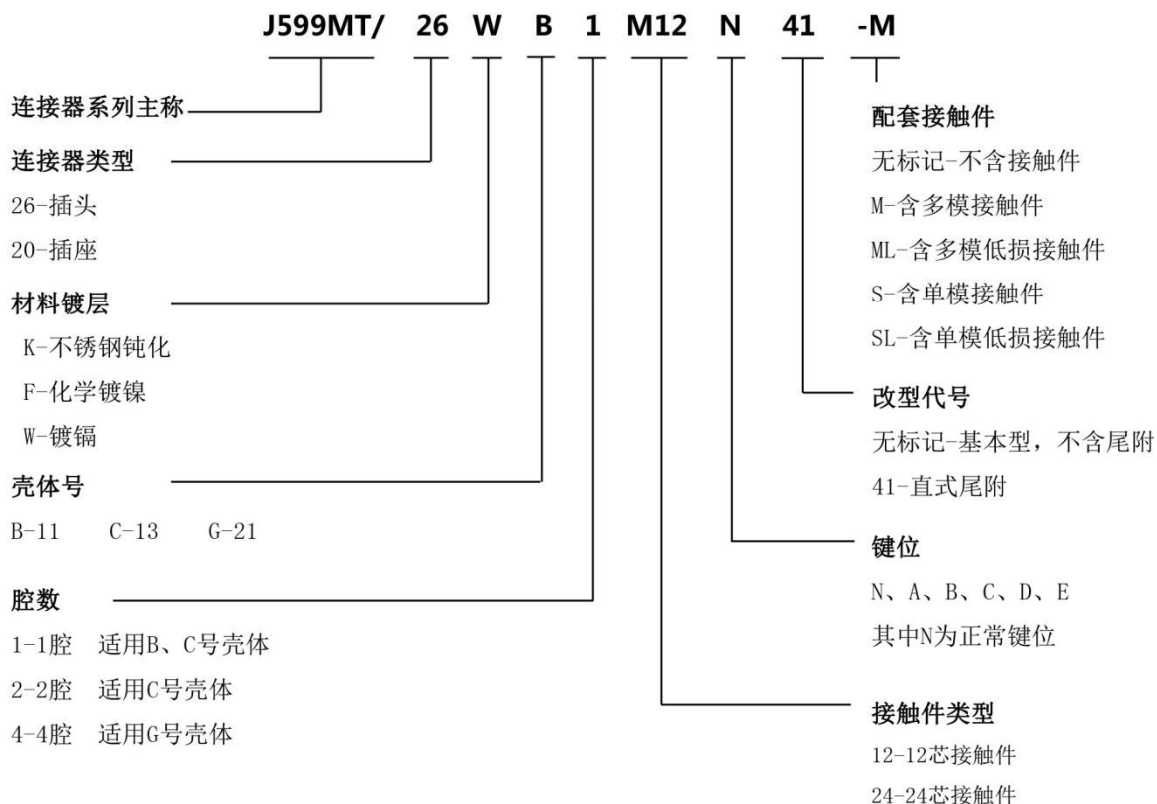 J599MT/ 26 W B 1 M12 N 41 -M
连接器系列主称
连接器类型
26-插头
20-插座
材料镀层
K-不锈钢钝化
F-化学镀镍
W-镀镉
壳体号
B-11 C-13 G-21
腔数
1-1腔 适用B、C号壳体
2-2腔 适用C号壳体
4-4腔 适用G号壳体
配套接触件
无标记-不含接触件
M-含多模接触件
ML-含多模低损接触件
S-含单模接触件
SL-含单模低损接触件
改型代号
无标记-基本型，不含尾附
41-直式尾附
键位
N、A、B、C、D、E
其中N为正常键位
接触件类型
12-12芯接触件
24-24芯接触件